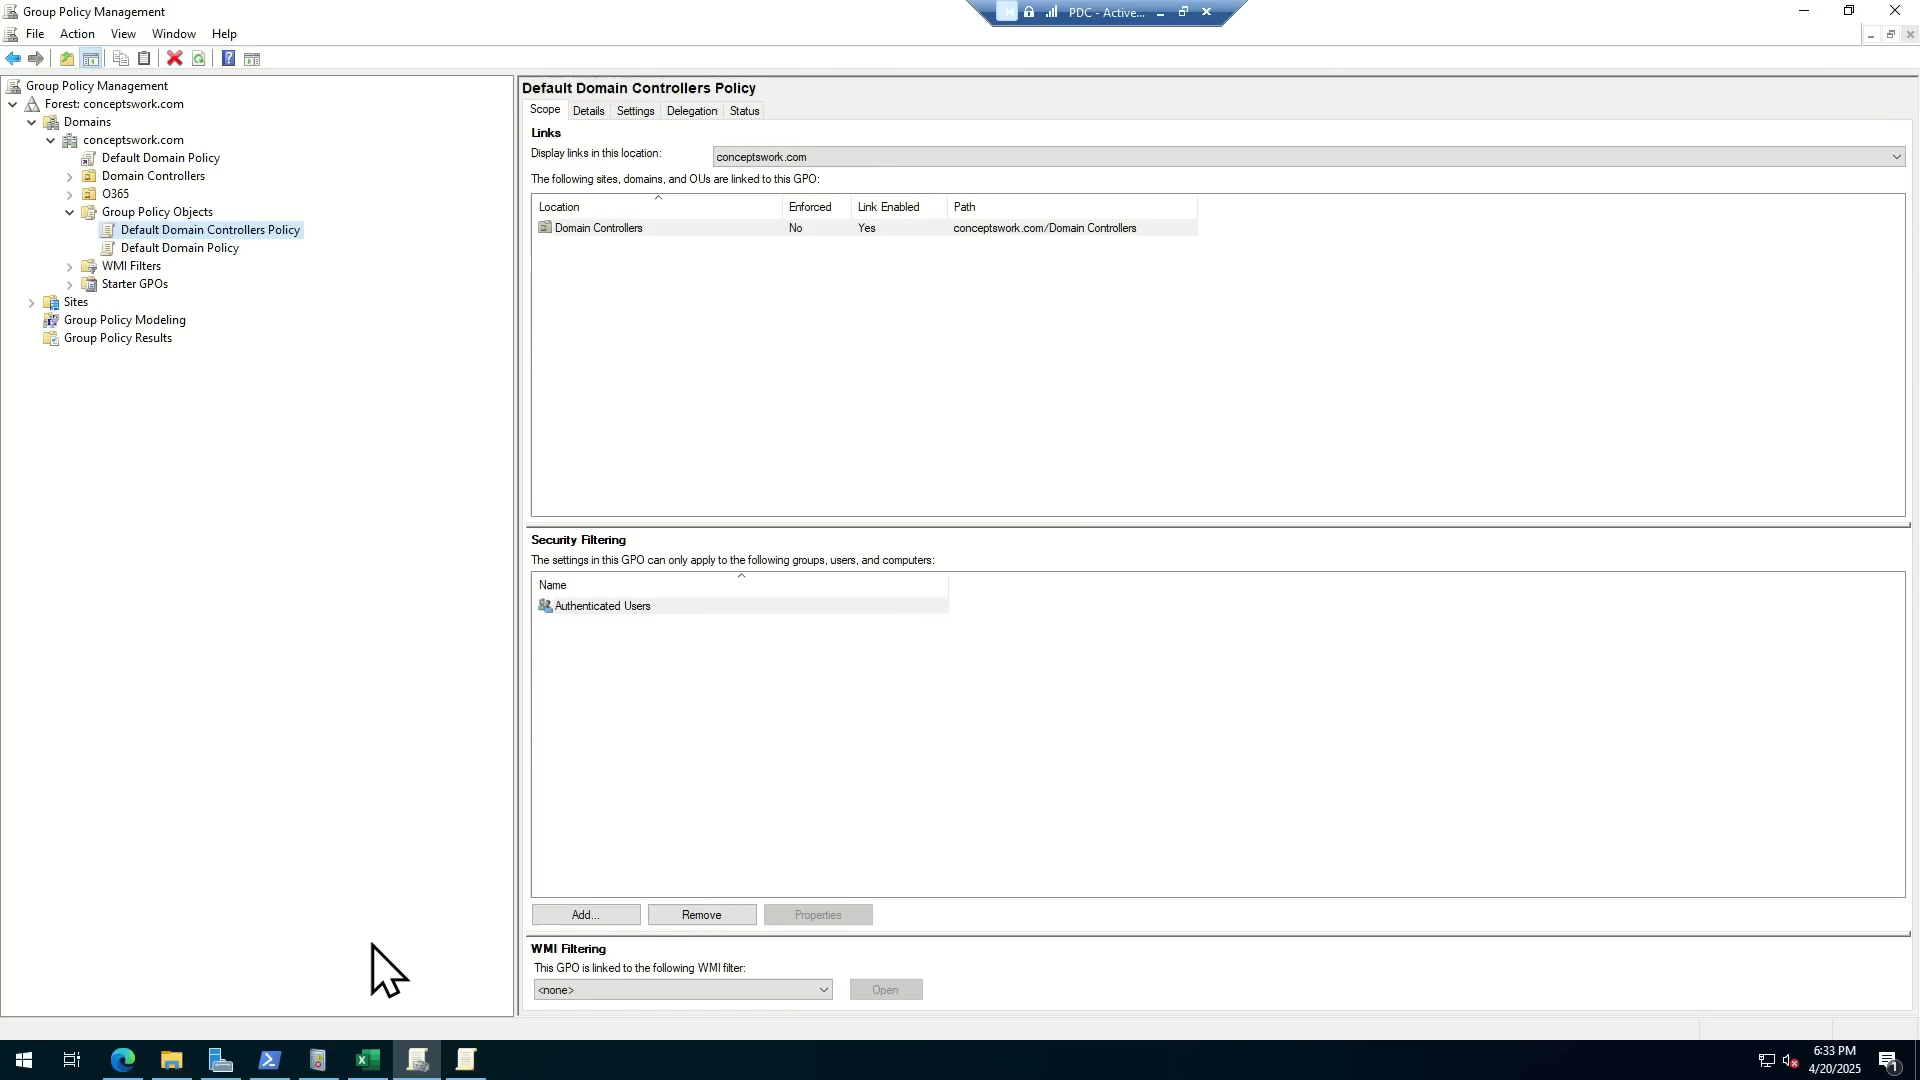 Group Policy Management
PDC - Active...
File Action View Window Help
Group Policy Management
Forest: conceptswork.com
Domains
conceptswork.com
Default Domain Policy
Domain Controllers
O365
Group Policy Objects
Default Domain Controllers Policy
Default Domain Policy
WMI Filters
Starter GPOs
Sites
Group Policy Modeling
Group Policy Results
Default Domain Controllers Policy
Scope Details Settings Delegation Status
Links
Display links in this location: conceptswork.com
The following sites, domains, and OUs are linked to this GPO:
Location Enforced Link Enabled Path
Domain Controllers No Yes conceptswork.com/Domain Controllers
Security Filtering
The settings in this GPO can only apply to the following groups, users, and computers:
Name
Authenticated Users
Add... Remove Properties
WMI Filtering
This GPO is linked to the following WMI filter:
<none> Open
6:33 PM
4/20/2025
1